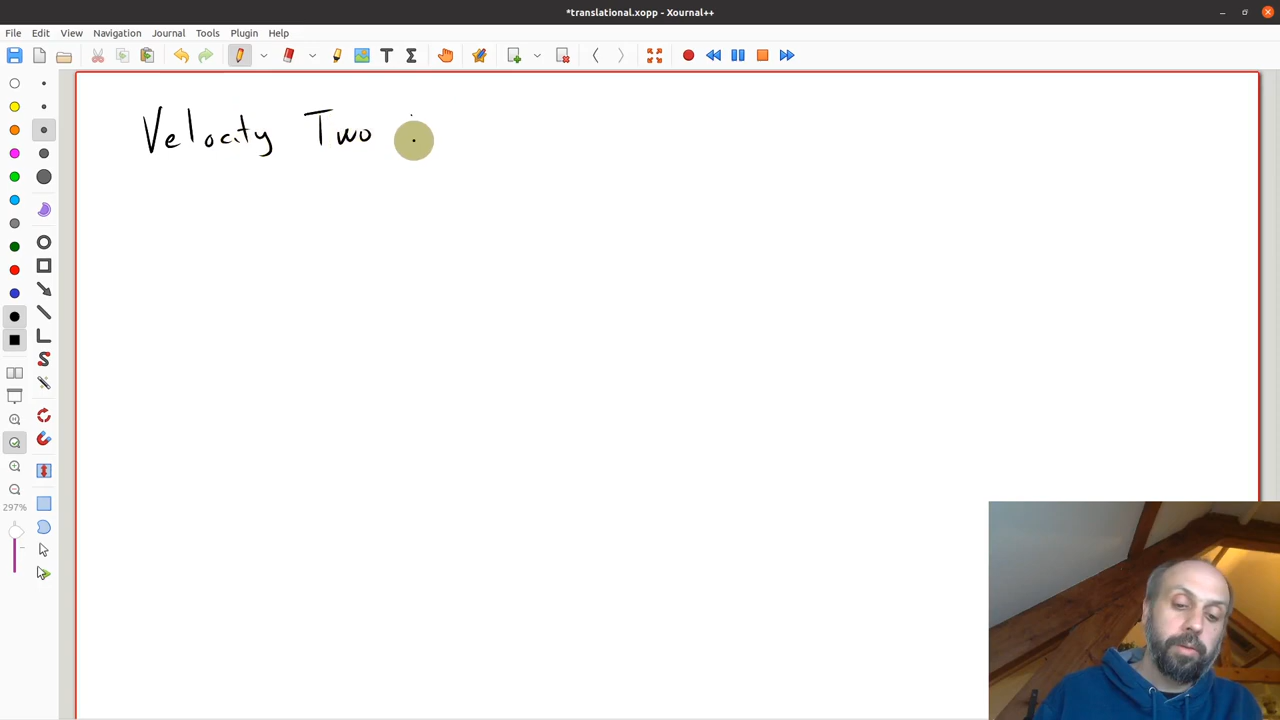 *translational.xopp - Xournal++
File Edit View Navigation Journal Tools Plugin Help
Velocity Two
297%